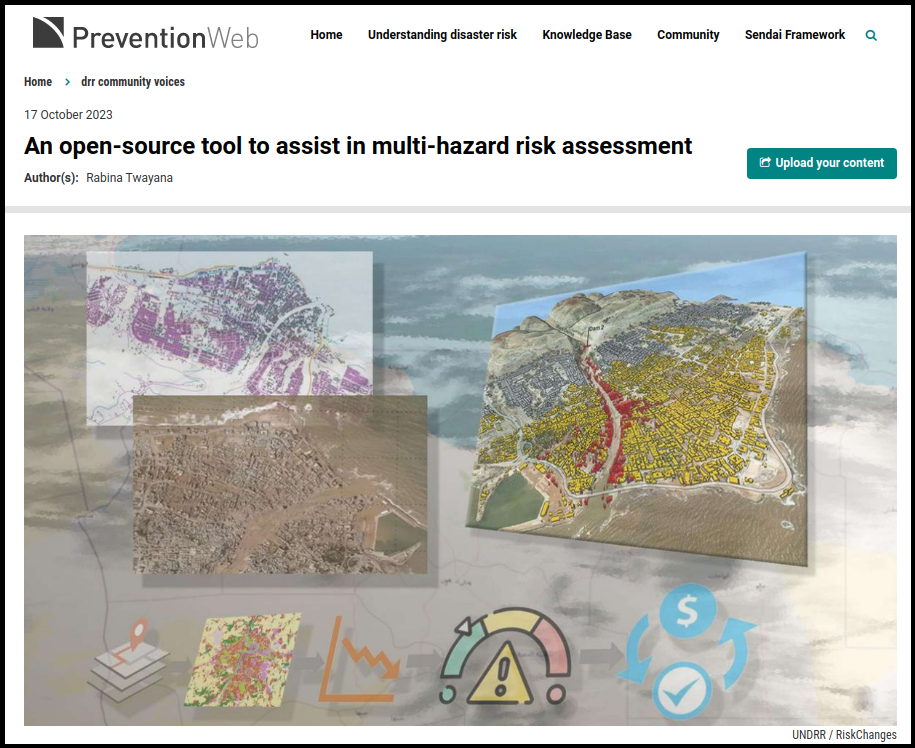 PreventionWeb
Home Understanding disaster risk Knowledge Base Community Sendai Framework
Home > drr community voices
17 October 2023
An open-source tool to assist in multi-hazard risk assessment
Author(s): Rabina Twayana
Upload your content
$
!
UNDRR / RiskChanges